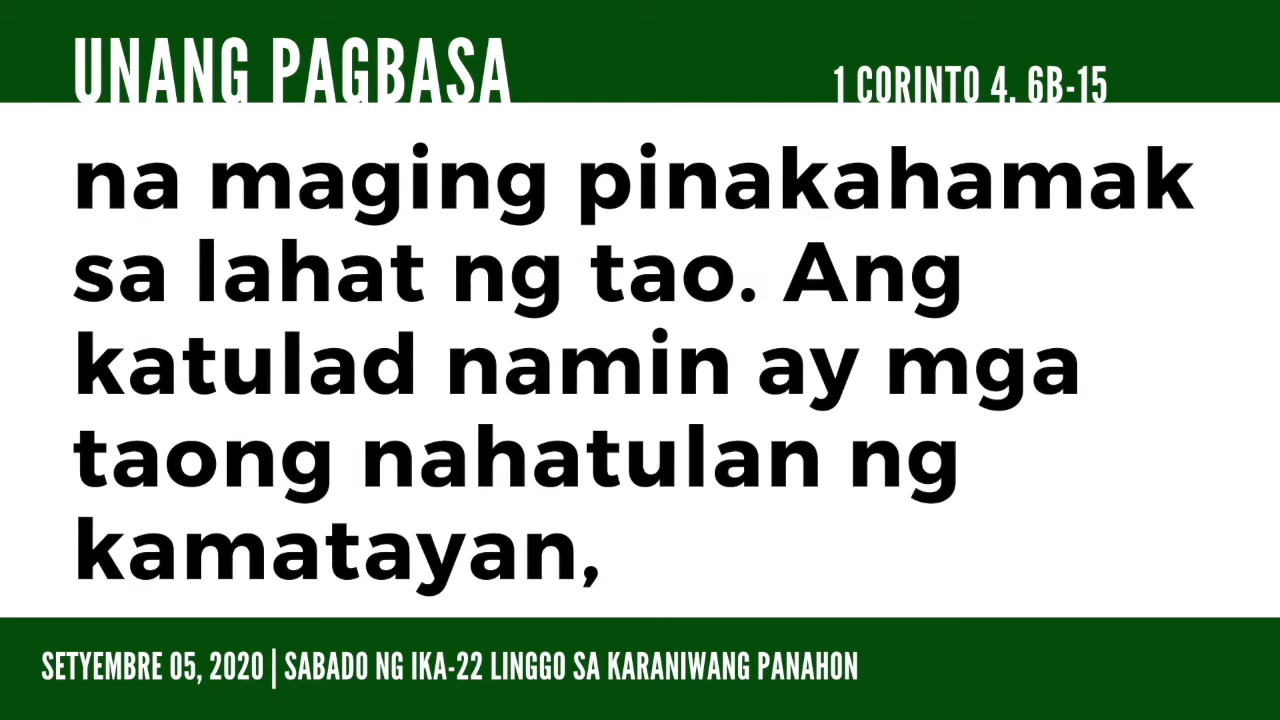 UNANG PAGBASA
1 CORINTO 4, 6B-15
na maging pinakahamak
sa lahat ng tao. Ang
katulad namin ay mga
taong nahatulan ng
kamatayan,
SETYEMBRE 05, 2020 | SABADO NG IKA-22 LINGGO SA KARANIWANG PANAHON